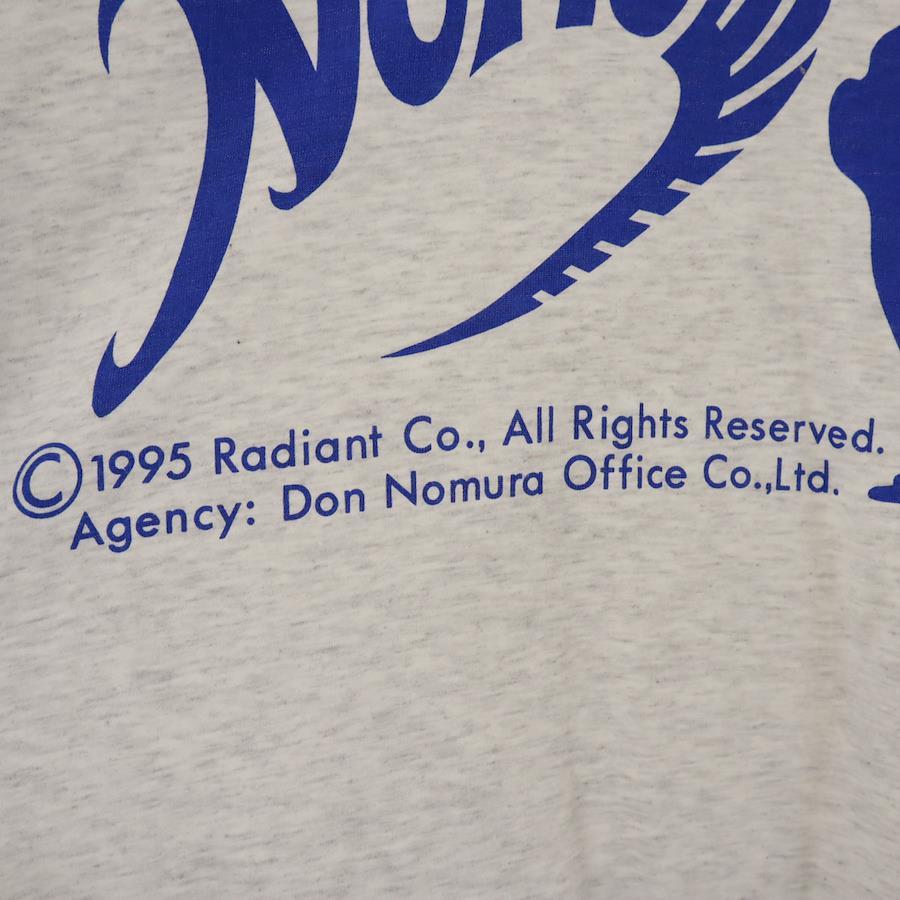 ©1995 Radiant Co., All Rights Reserved.
Agency: Don Nomura Office Co.,Ltd.